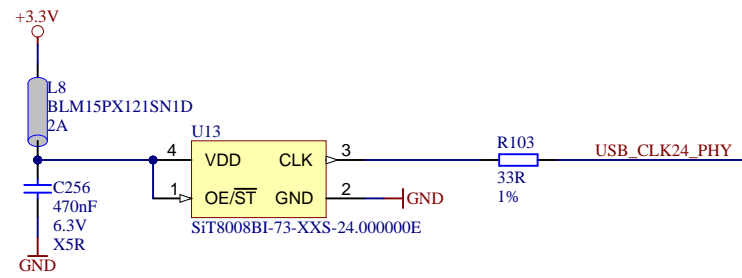 +3.3V
L8
BLM15PX121SN1D
2A
C256
470nF
6.3V
X5R
GND
U13
4 VDD CLK 3
1 OE/S̅T̅ GND 2
GND
SiT8008BI-73-XXS-24.000000E
R103
33R
1%
USB_CLK24_PHY